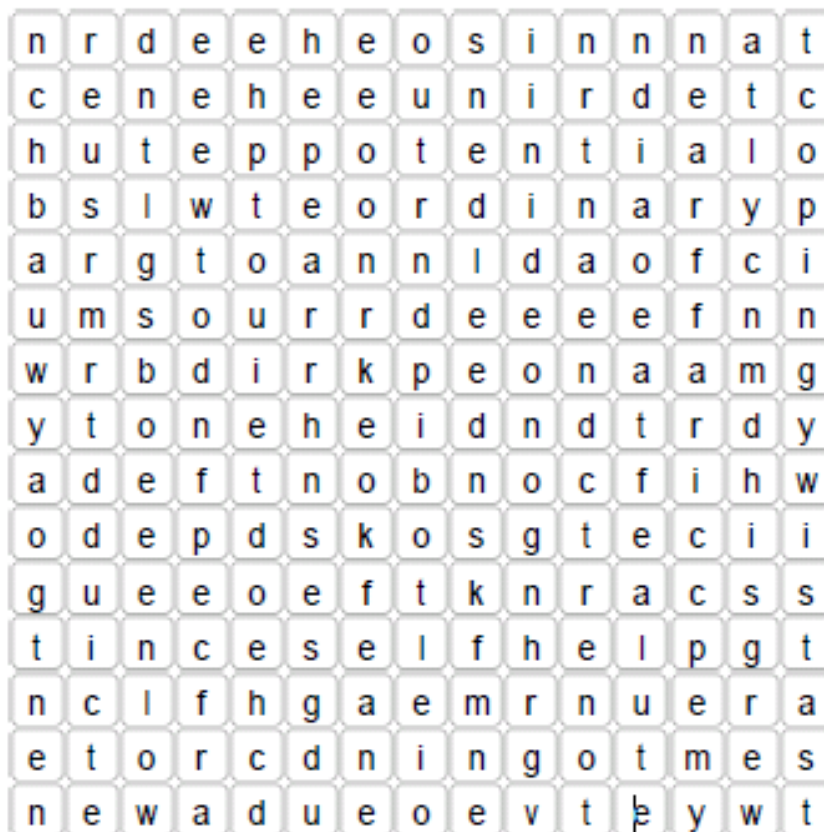 n r d e e h e o s i n n n a t
c e n e h e e u n i r d e t c
h u t e p p o t e n t i a l o
b s l w t e o r d i n a r y p
a r g t o a n n l d a o f c i
u m s o u r r d e e e e f n n
w r b d i r k p e o n a a m g
y t o n e h e i d n d t r d y
a d e f t n o b n o c f i h w
o d e p d s k o s g t e c i i
g u e e o e f t k n r a c s s
t i n c e s e l f h e l p g t
n c l f h g a e m r n u e r a
e t o r c d n i n g o t m e s
n e w a d u e o e v t e y w t